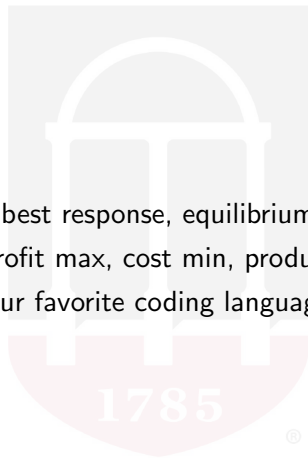 best response, equilibrium
rofit max, cost min, produ
ur favorite coding languag
1785
®